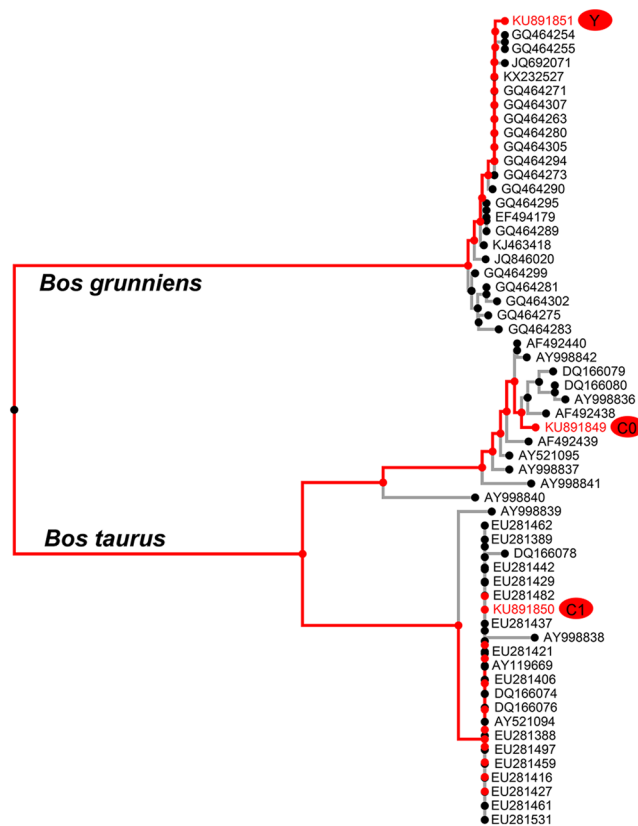 KU891851 Y
GQ464254
GQ464255
JQ692071
KX232527
GQ464271
GQ464307
GQ464263
GQ464280
GQ464305
GQ464294
GQ464273
GQ464290
GQ464295
EF494179
GQ464289
KJ463418
JQ846020
GQ464299
Bos grunniens
GQ464281
GQ464302
GQ464275
GQ464283
AF492440
AY998842
DQ166079
DQ166080
AY998836
AF492438
KU891849 C0
AF492439
AY521095
AY998837
AY998841
AY998840
AY998839
EU281462
Bos taurus
EU281389
DQ166078
EU281442
EU281429
EU281482
KU891850 C1
EU281437
AY998838
EU281421
AY119669
EU281406
DQ166074
DQ166076
AY521094
EU281388
EU281497
EU281459
EU281416
EU281427
EU281461
EU281531